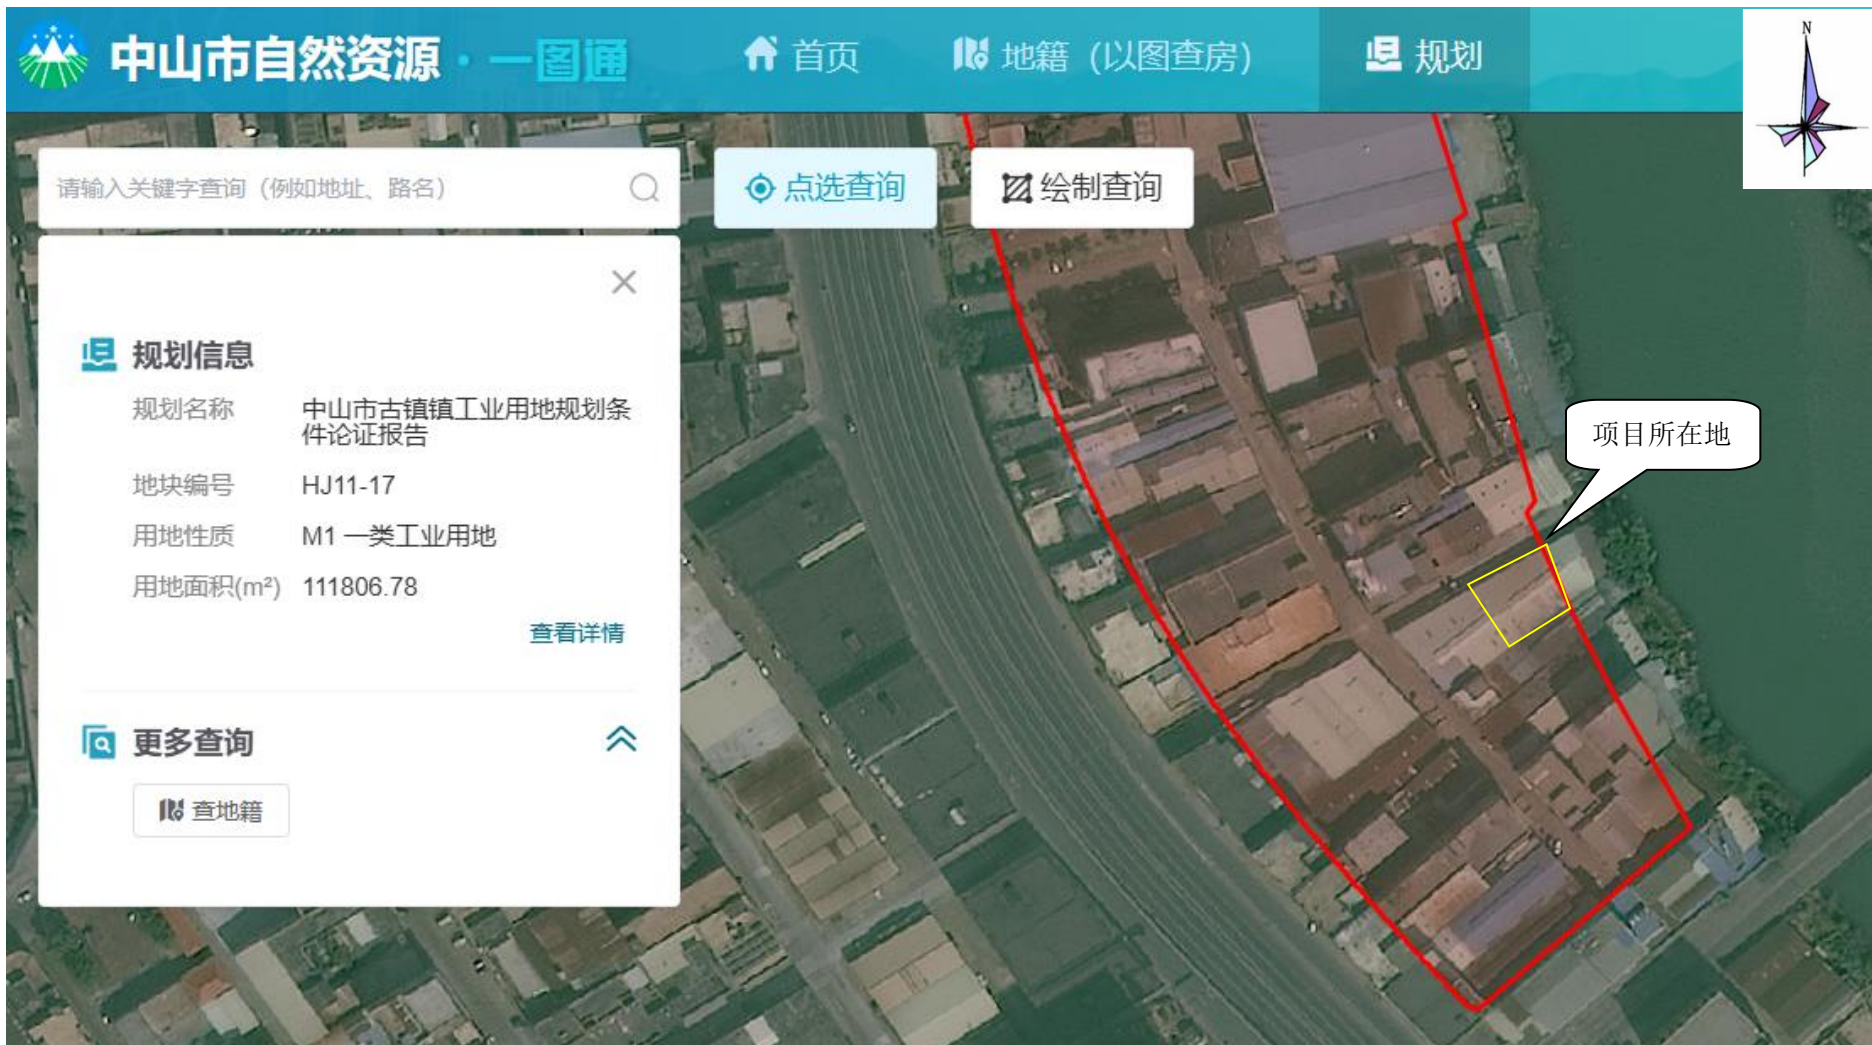 中山市自然资源·一图通
首页
地籍（以图查房）
规划
N
请输入关键字查询（例如地址、路名）
点选查询
绘制查询
规划信息
规划名称 中山市古镇镇工业用地规划条
件论证报告
地块编号 HJ11-17
用地性质 M1 一类工业用地
用地面积(m²) 111806.78
查看详情
更多查询
查地籍
项目所在地